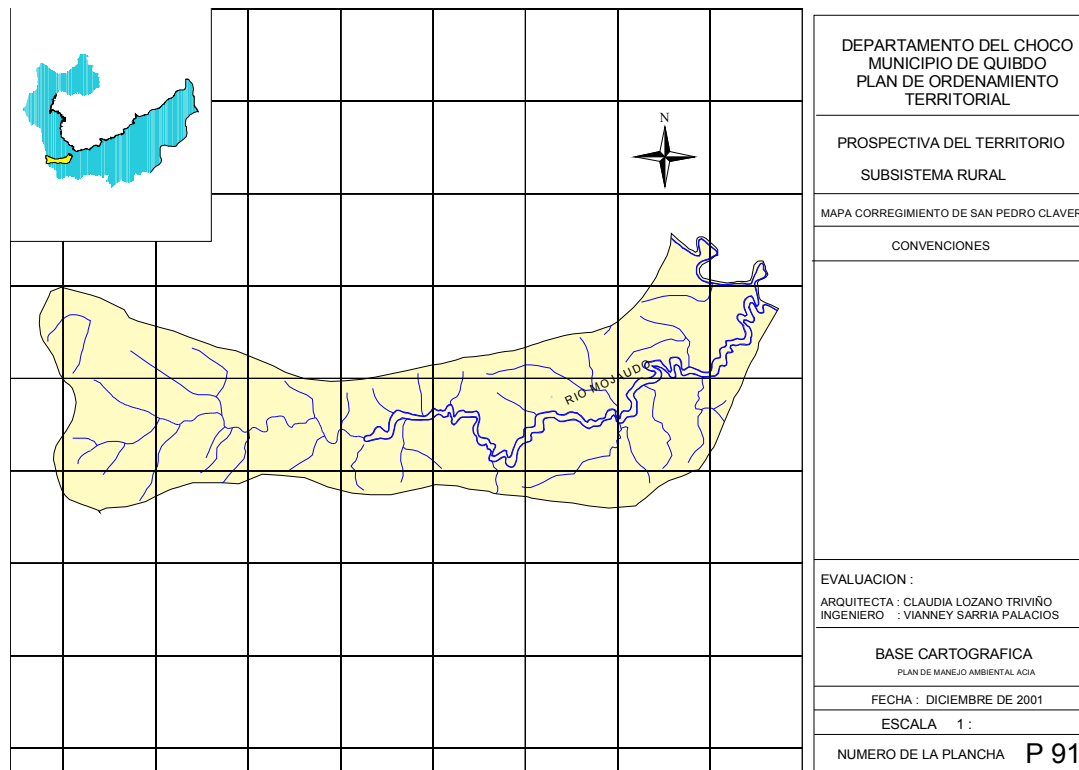 DEPARTAMENTO DEL CHOCO
MUNICIPIO DE QUIBDO
PLAN DE ORDENAMIENTO
TERRITORIAL
PROSPECTIVA DEL TERRITORIO
SUBSISTEMA RURAL
MAPA CORREGIMIENTO DE SAN PEDRO CLAVER
CONVENCIONES
N
RIO MOJAUDO
EVALUACION :
ARQUITECTA : CLAUDIA LOZANO TRIVIÑO
INGENIERO : VIANNEY SARRIA PALACIOS
BASE CARTOGRAFICA
PLAN DE MANEJO AMBIENTAL ACIA
FECHA : DICIEMBRE DE 2001
ESCALA 1 :
NUMERO DE LA PLANCHA P 91